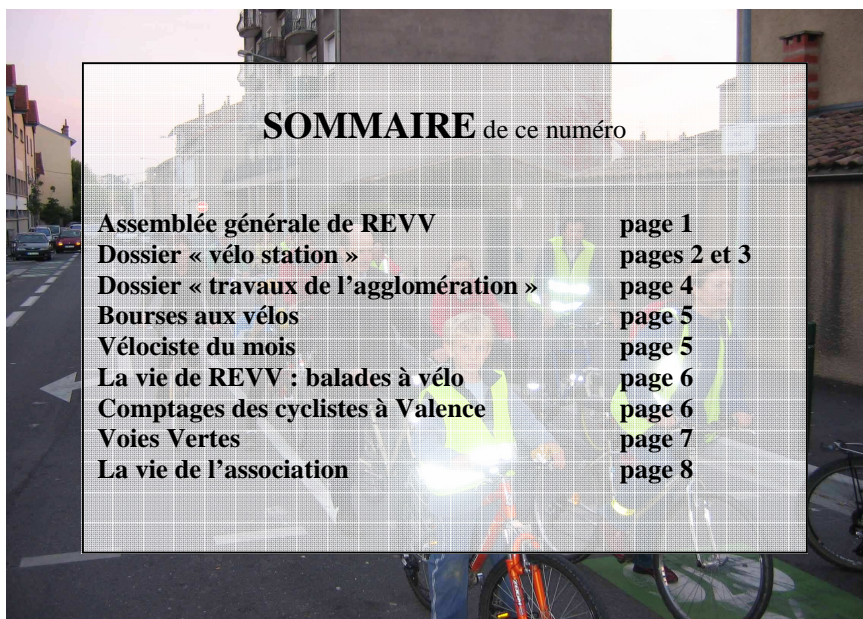 SOMMAIRE de ce numéro
Assemblée générale de REVV page 1
Dossier « vélo station » pages 2 et 3
Dossier « travaux de l’agglomération » page 4
Bourses aux vélos page 5
Vélociste du mois page 5
La vie de REVV : balades à vélo page 6
Comptages des cyclistes à Valence page 6
Voies Vertes page 7
La vie de l’association page 8